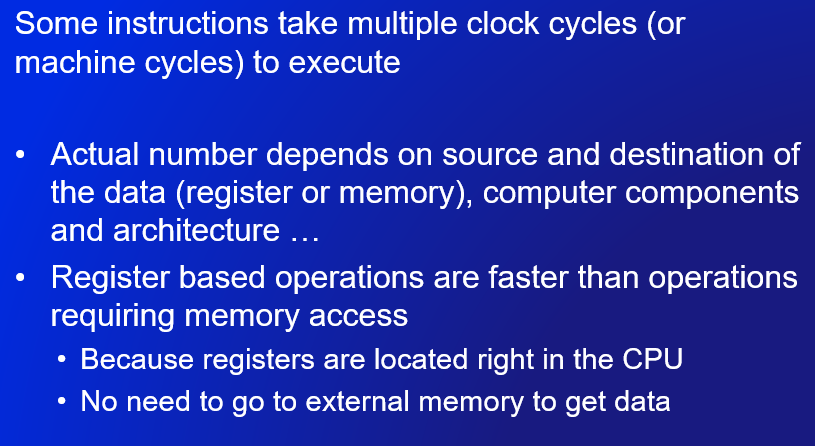 Some instructions take multiple clock cycles (or
machine cycles) to execute
• Actual number depends on source and destination of
the data (register or memory), computer components
and architecture …
• Register based operations are faster than operations
requiring memory access
• Because registers are located right in the CPU
• No need to go to external memory to get data